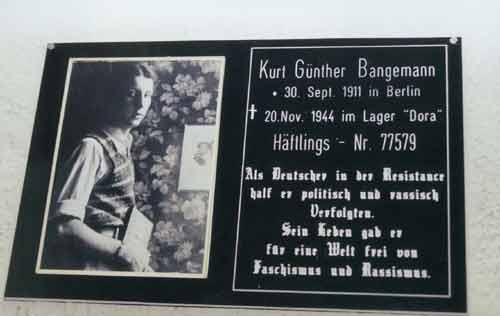 Kurt Günther Bangemann
* 30. Sept. 1911 in Berlin
† 20. Nov. 1944 im Lager "Dora"
Häftlings - Nr. 77579
Als Deutscher in der Resistance
half er politisch und rassisch
Verfolgten.
Sein Leben gab er
für eine Welt frei von
Faschismus und Rassismus.